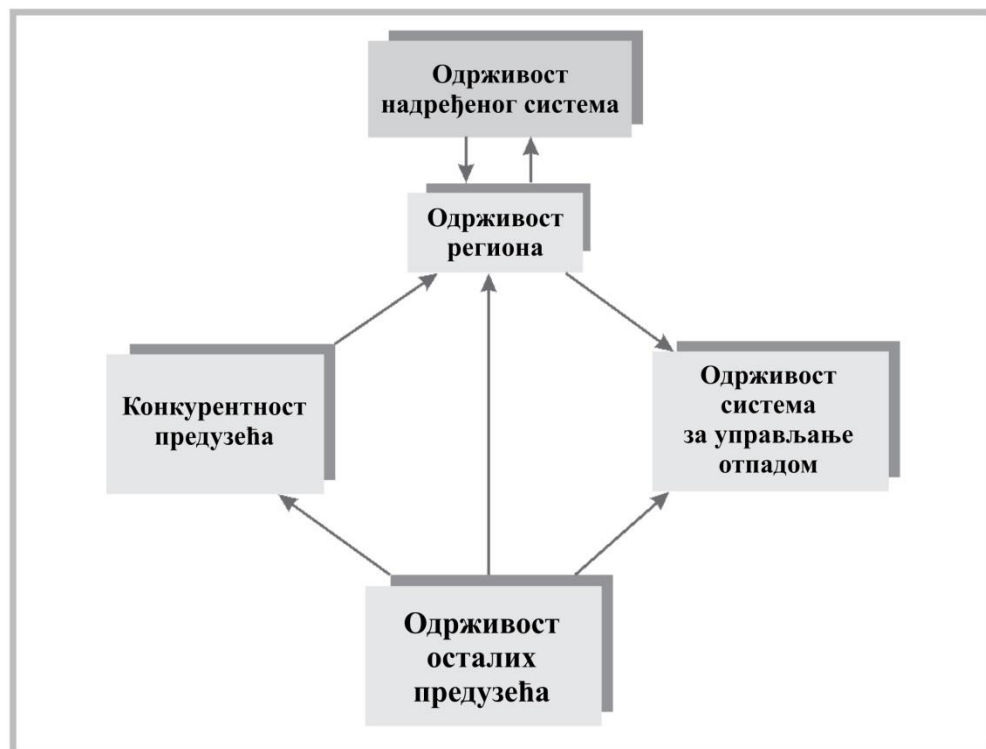 Одрживост
надређеног система
Одрживост
региона
Конкурентност
предузећа
Одрживост
система
за управљање
отпадом
Одрживост
осталих
предузећа